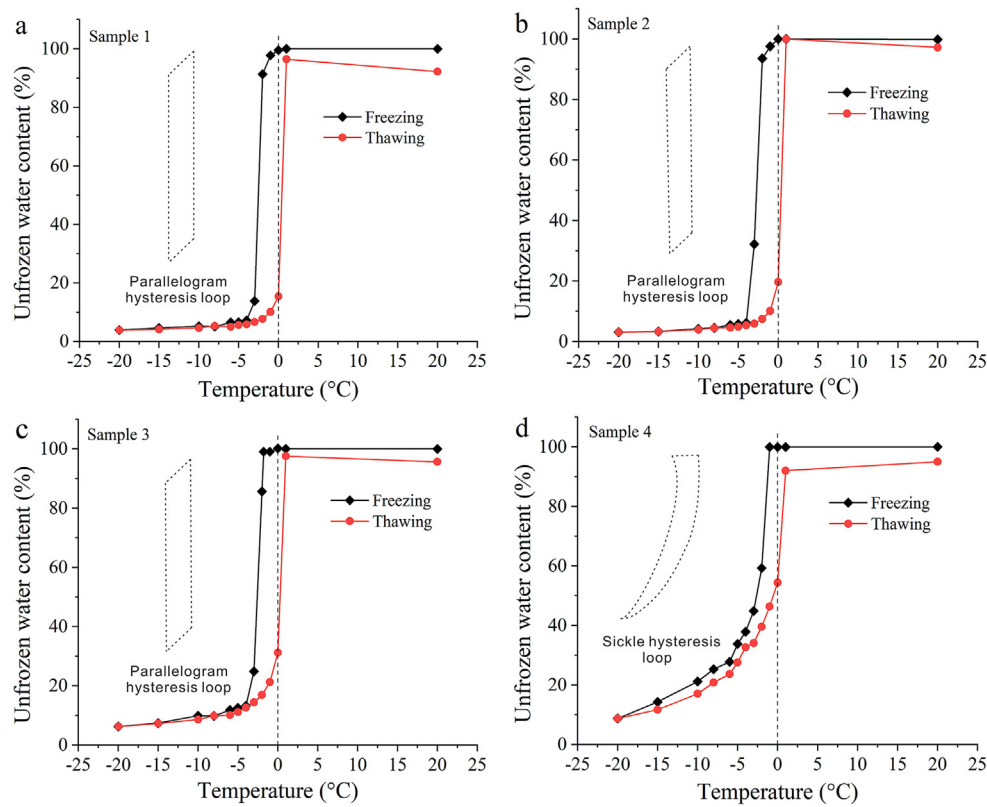 a
Sample 1
Unfrozen water content (%)
100
80
60
40
20
0
Freezing
Thawing
Parallelogram
hysteresis loop
-25 -20 -15 -10 -5 0 5 10 15 20 25
Temperature (°C)
b
Sample 2
Unfrozen water content (%)
100
80
60
40
20
0
Freezing
Thawing
Parallelogram
hysteresis loop
-25 -20 -15 -10 -5 0 5 10 15 20 25
Temperature (°C)
c
Sample 3
Unfrozen water content (%)
100
80
60
40
20
0
Freezing
Thawing
Parallelogram
hysteresis loop
-25 -20 -15 -10 -5 0 5 10 15 20 25
Temperature (°C)
d
Sample 4
Unfrozen water content (%)
100
80
60
40
20
0
Freezing
Thawing
Sickle hysteresis
loop
-25 -20 -15 -10 -5 0 5 10 15 20 25
Temperature (°C)